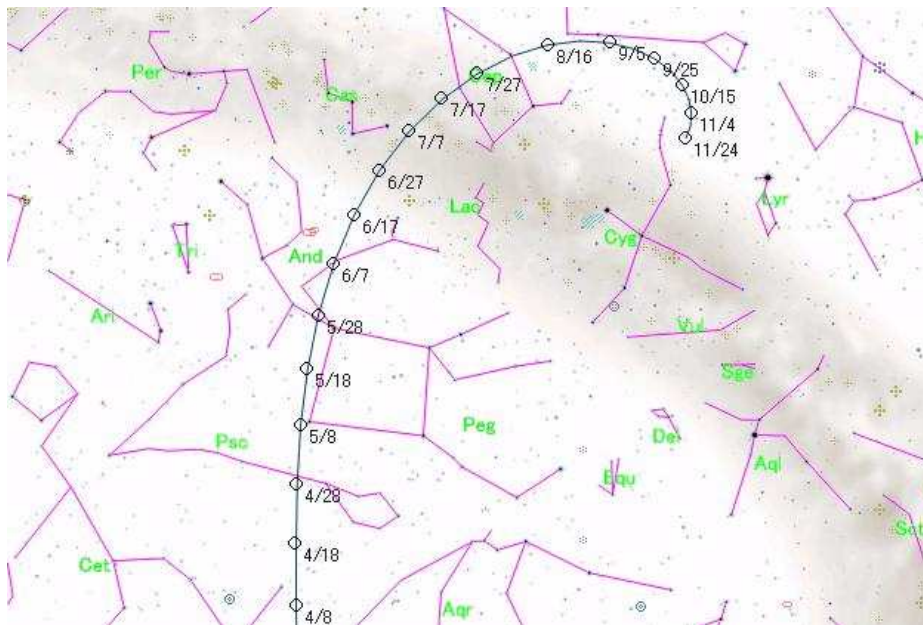 8/16
9/5
Per
Cep
7/27
9/25
Cas
7/17
10/15
7/7
11/4
11/24
6/27
Lyr
Lac
6/17
Cyg
Tri
And
6/7
Ari
5/28
Vul
Sge
5/18
5/8
Peg
Psc
Del
Aql
Equ
4/28
Sct
4/18
Cet
4/8
Aqr